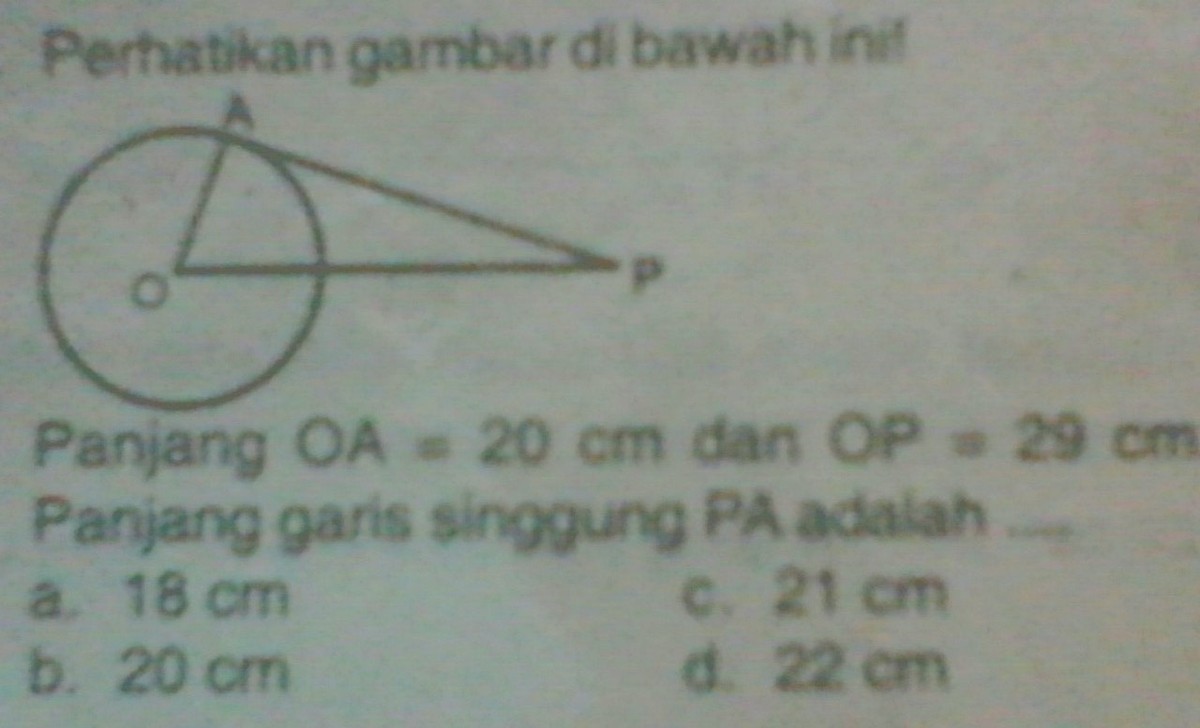 Perhatikan gambar di bawah ini!
A
O
P
Panjang OA = 20 cm dan OP = 29 cm
Panjang garis singgung PA adalah ....
a. 18 cm c. 21 cm
b. 20 cm d. 22 cm